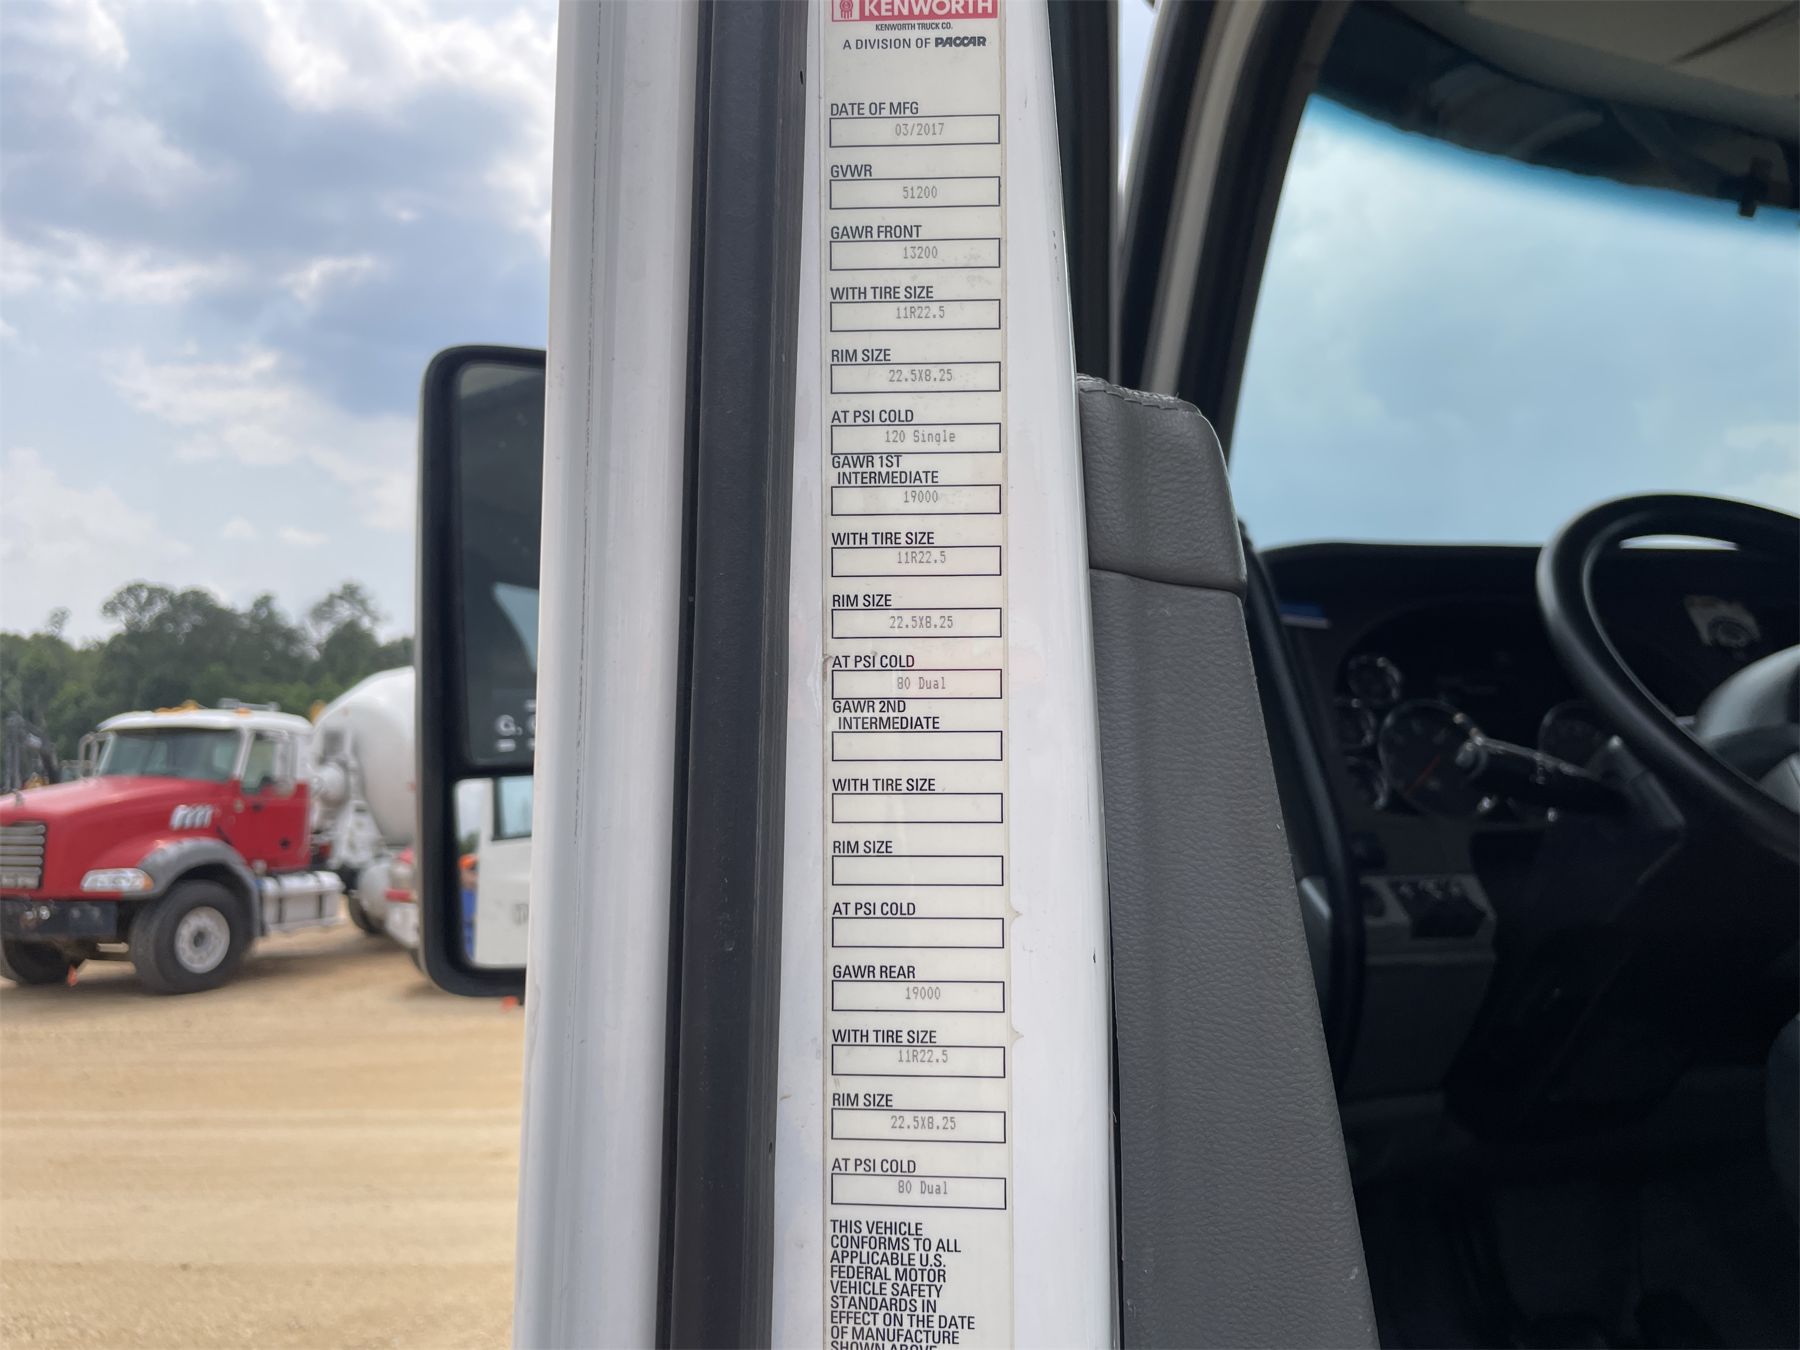 KENWORTH
KENWORTH TRUCK CO.
A DIVISION OF PACCAR
DATE OF MFG
03/2017
GVWR
51200
GAWR FRONT
13200
WITH TIRE SIZE
11R22.5
RIM SIZE
22.5X8.25
AT PSI COLD
120 Single
GAWR 1ST
INTERMEDIATE
19000
WITH TIRE SIZE
11R22.5
RIM SIZE
22.5X8.25
AT PSI COLD
80 Dual
GAWR 2ND
INTERMEDIATE
WITH TIRE SIZE
RIM SIZE
AT PSI COLD
GAWR REAR
19000
WITH TIRE SIZE
11R22.5
RIM SIZE
22.5X8.25
AT PSI COLD
80 Dual
THIS VEHICLE
CONFORMS TO ALL
APPLICABLE U.S.
FEDERAL MOTOR
VEHICLE SAFETY
STANDARDS IN
EFFECT ON THE DATE
OF MANUFACTURE
SHOWN ABOVE